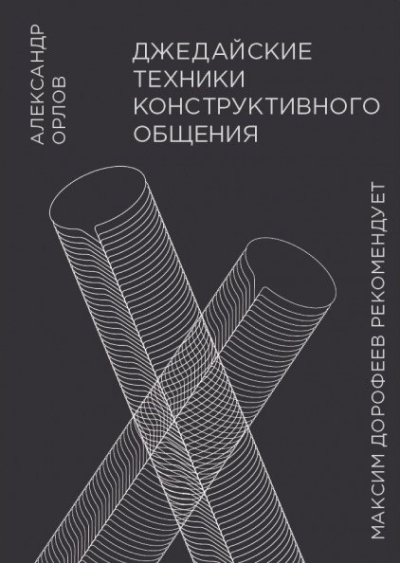 АЛЕКСАНДР
ОРЛОВ
ДЖЕДАЙСКИЕ
ТЕХНИКИ
КОНСТРУКТИВНОГО
ОБЩЕНИЯ
МАКСИМ ДОРОФЕЕВ РЕКОМЕНДУЕТ